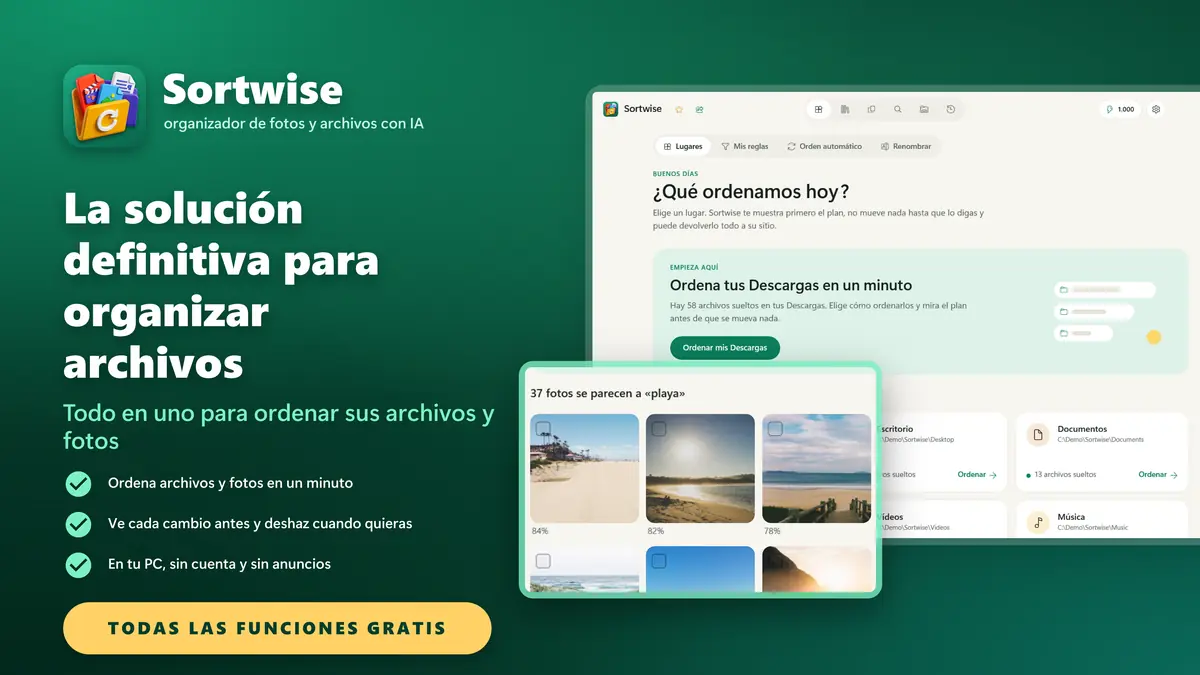 Sortwise
organizador de fotos y archivos con IA
La solución
definitiva para
organizar
archivos
Todo en uno para ordenar sus archivos y
fotos
Ordena archivos y fotos en un minuto
Ve cada cambio antes y deshaz cuando quieras
En tu PC, sin cuenta y sin anuncios
TODAS LAS FUNCIONES GRATIS
Sortwise
1.000
Lugares
Mis reglas
Orden automático
Renombrar
BUENOS DÍAS
¿Qué ordenamos hoy?
Elige un lugar. Sortwise te muestra primero el plan, no mueve nada hasta que lo digas y
puede devolverlo todo a su sitio.
EMPIEZA AQUÍ
Ordena tus Descargas en un minuto
Hay 58 archivos sueltos en tus Descargas. Elige cómo ordenarlos y mira el plan
antes de que se mueva nada.
Ordenar mis Descargas
37 fotos se parecen a «playa»
84%
82%
78%
scritorio
:\Demo\Sortwise\Desktop
os sueltos
Ordenar
Documentos
C:\Demo\Sortwise\Documents
13 archivos sueltos
Ordenar
ídeos
:\Demo\Sortwise\Videos
Música
C:\Demo\Sortwise\Music